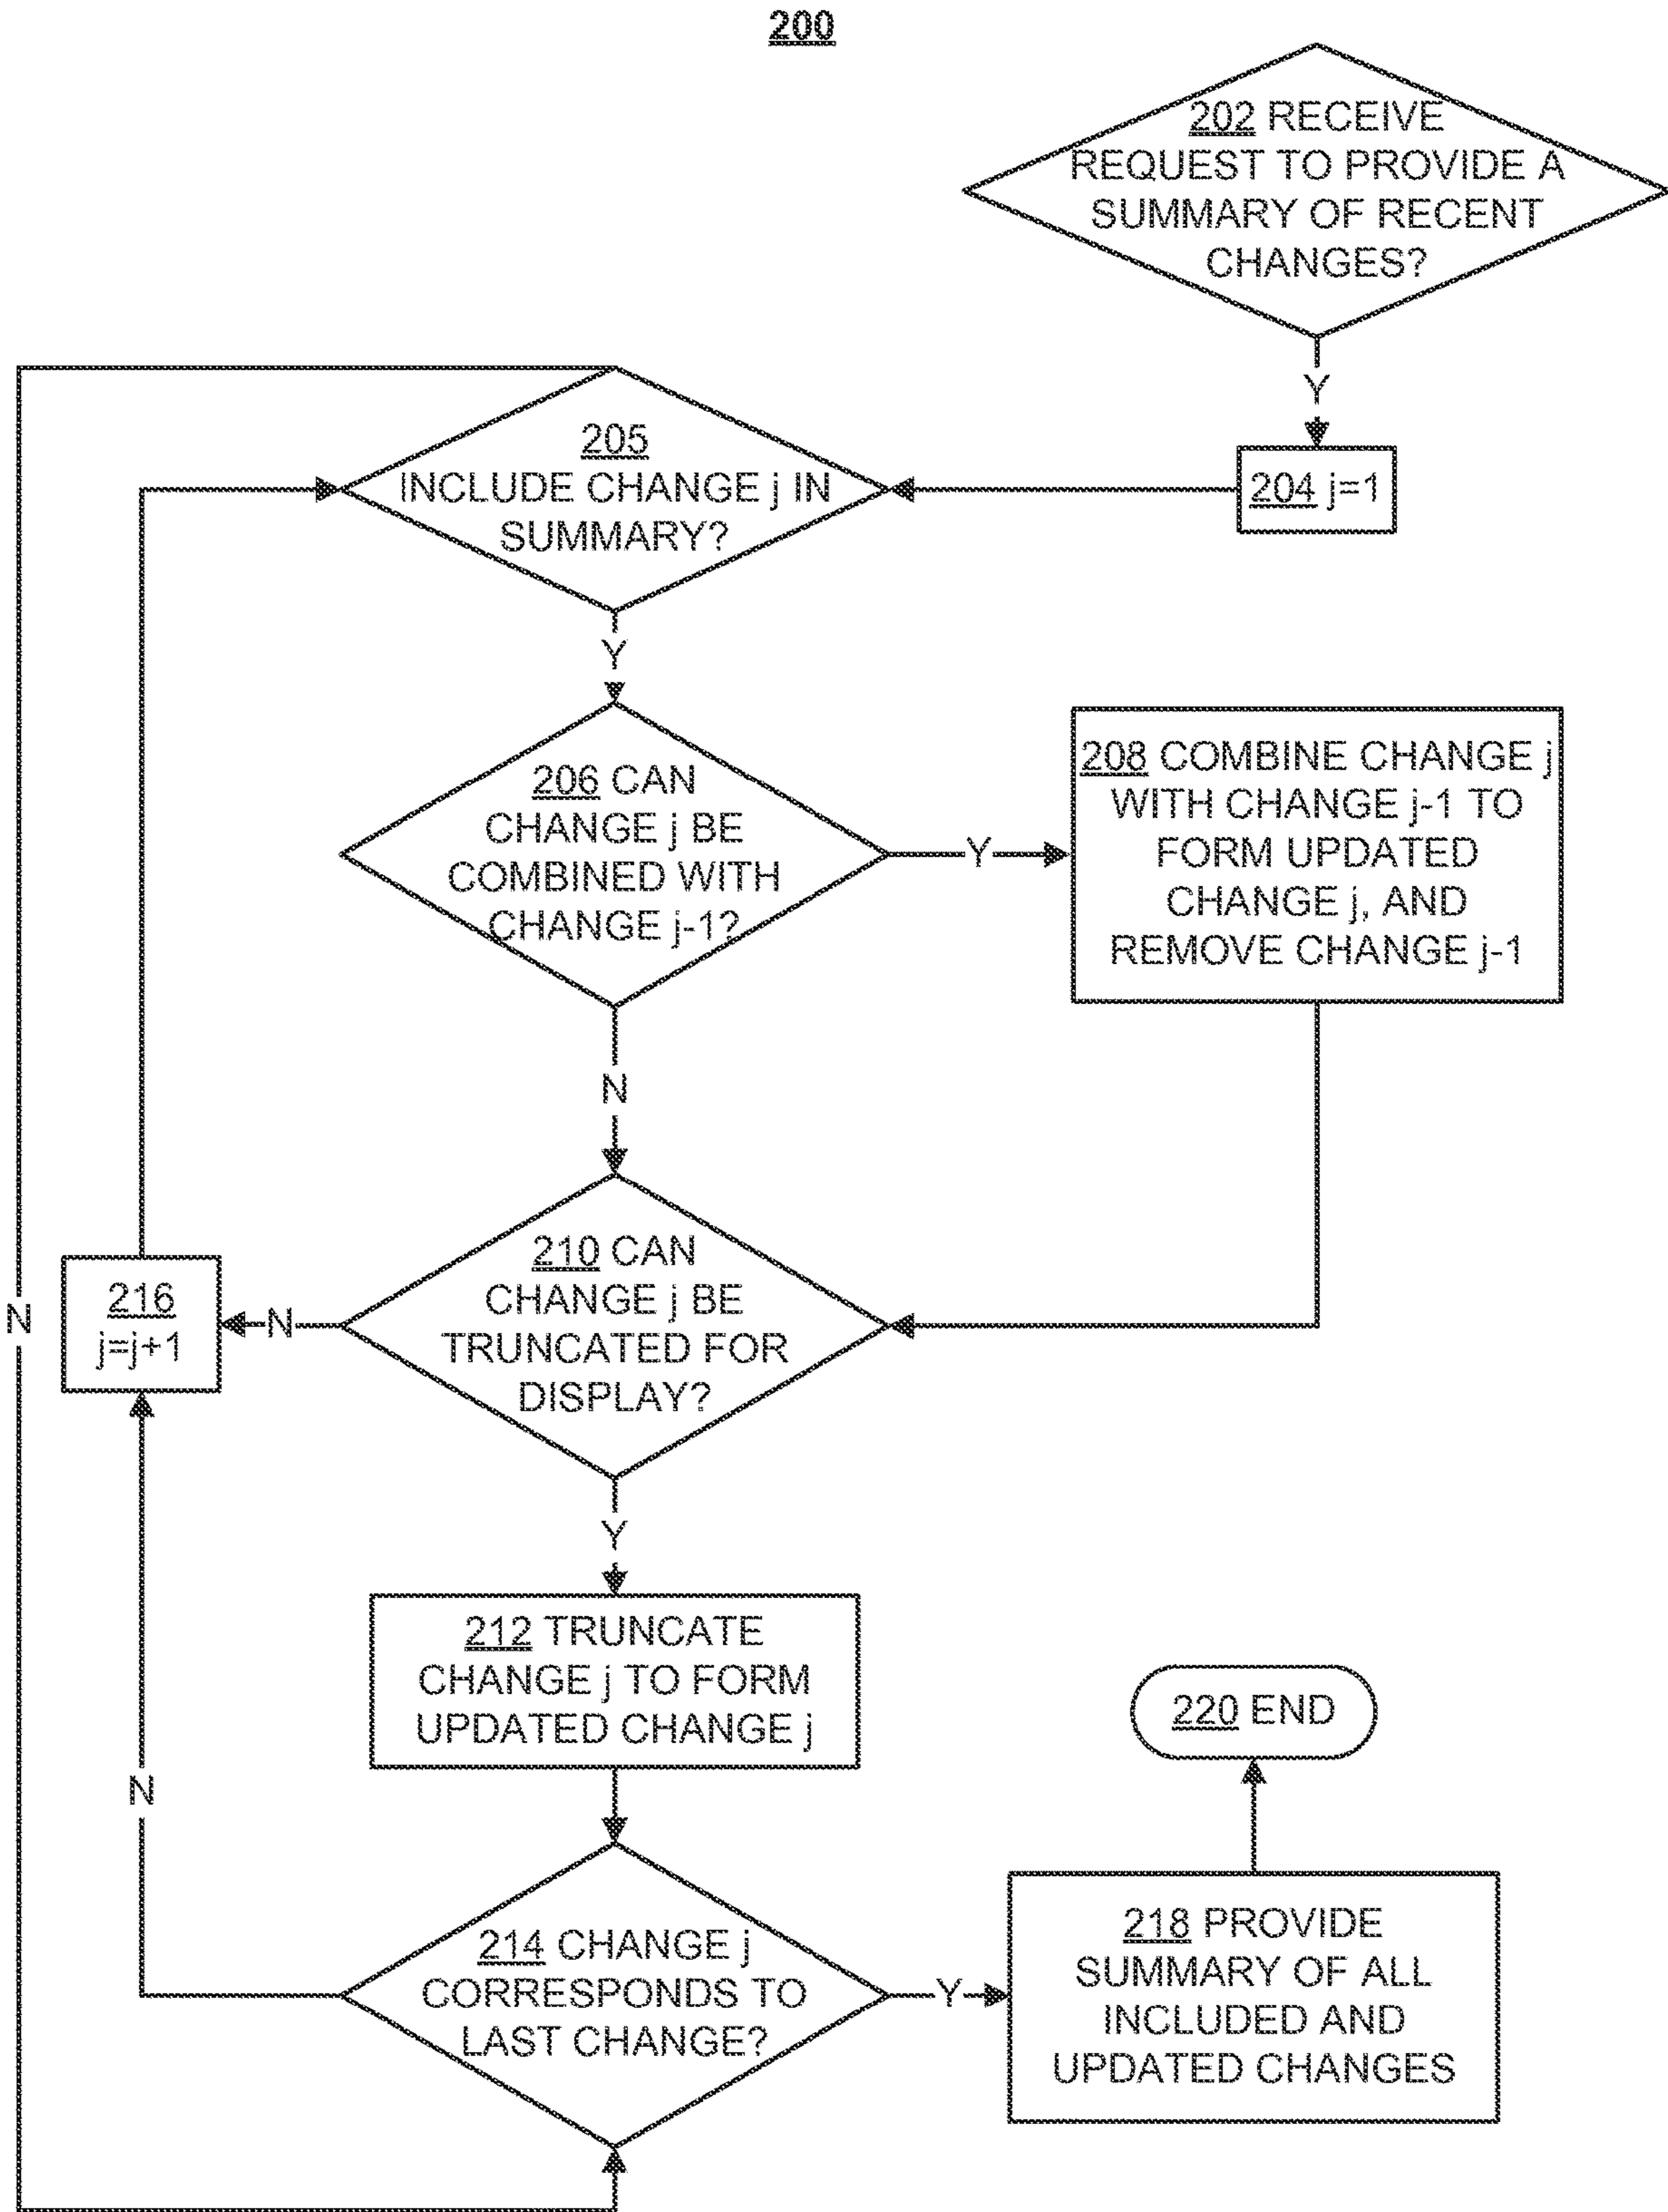 200
202 RECEIVE
REQUEST TO PROVIDE A
SUMMARY OF RECENT
CHANGES?
Y
204 j=1
205
INCLUDE CHANGE j IN
SUMMARY?
Y
206 CAN
CHANGE j BE
COMBINED WITH
CHANGE j-1?
Y
208 COMBINE CHANGE j
WITH CHANGE j-1 TO
FORM UPDATED
CHANGE j, AND
REMOVE CHANGE j-1
N
210 CAN
CHANGE j BE
TRUNCATED FOR
DISPLAY?
N
216
j=j+1
N
Y
212 TRUNCATE
CHANGE j TO FORM
UPDATED CHANGE j
N
214 CHANGE j
CORRESPONDS TO
LAST CHANGE?
Y
218 PROVIDE
SUMMARY OF ALL
INCLUDED AND
UPDATED CHANGES
220 END